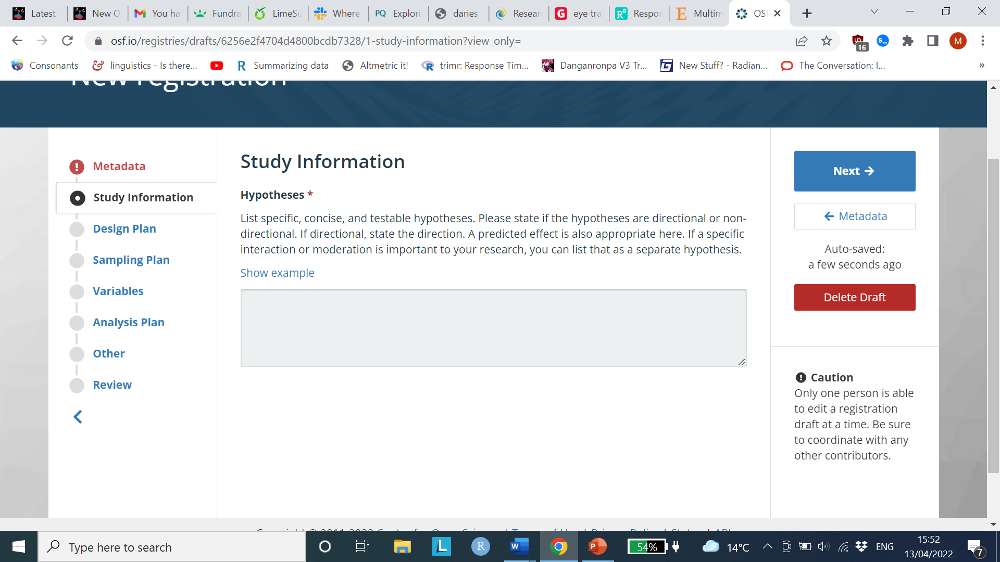 Latest
New O
You ha
Fundra
LimeSu
Where
PQ Explori
daries_
Resear
G eye tra
RG Respor
E Multim
OS
osf.io/registries/drafts/6256e2f4704d4800bcdb7328/1-study-information?view_only=
16
S_
M
Consonants
linguistics - Is there...
R Summarizing data
Altmetric it!
trimr: Response Tim...
Danganronpa V3 Tr...
New Stuff? - Radian...
The Conversation: I...
»
New registration
Metadata
Study Information
Design Plan
Sampling Plan
Variables
Analysis Plan
Other
Review
Study Information
Hypotheses *
List specific, concise, and testable hypotheses. Please state if the hypotheses are directional or non-
directional. If directional, state the direction. A predicted effect is also appropriate here. If a specific
interaction or moderation is important to your research, you can list that as a separate hypothesis.
Show example
Next →
← Metadata
Auto-saved:
a few seconds ago
Delete Draft
Caution
Only one person is able
to edit a registration
draft at a time. Be sure
to coordinate with any
other contributors.
Type here to search
L
R
W
P
54%
14°C
ENG
15:52
13/04/2022
7